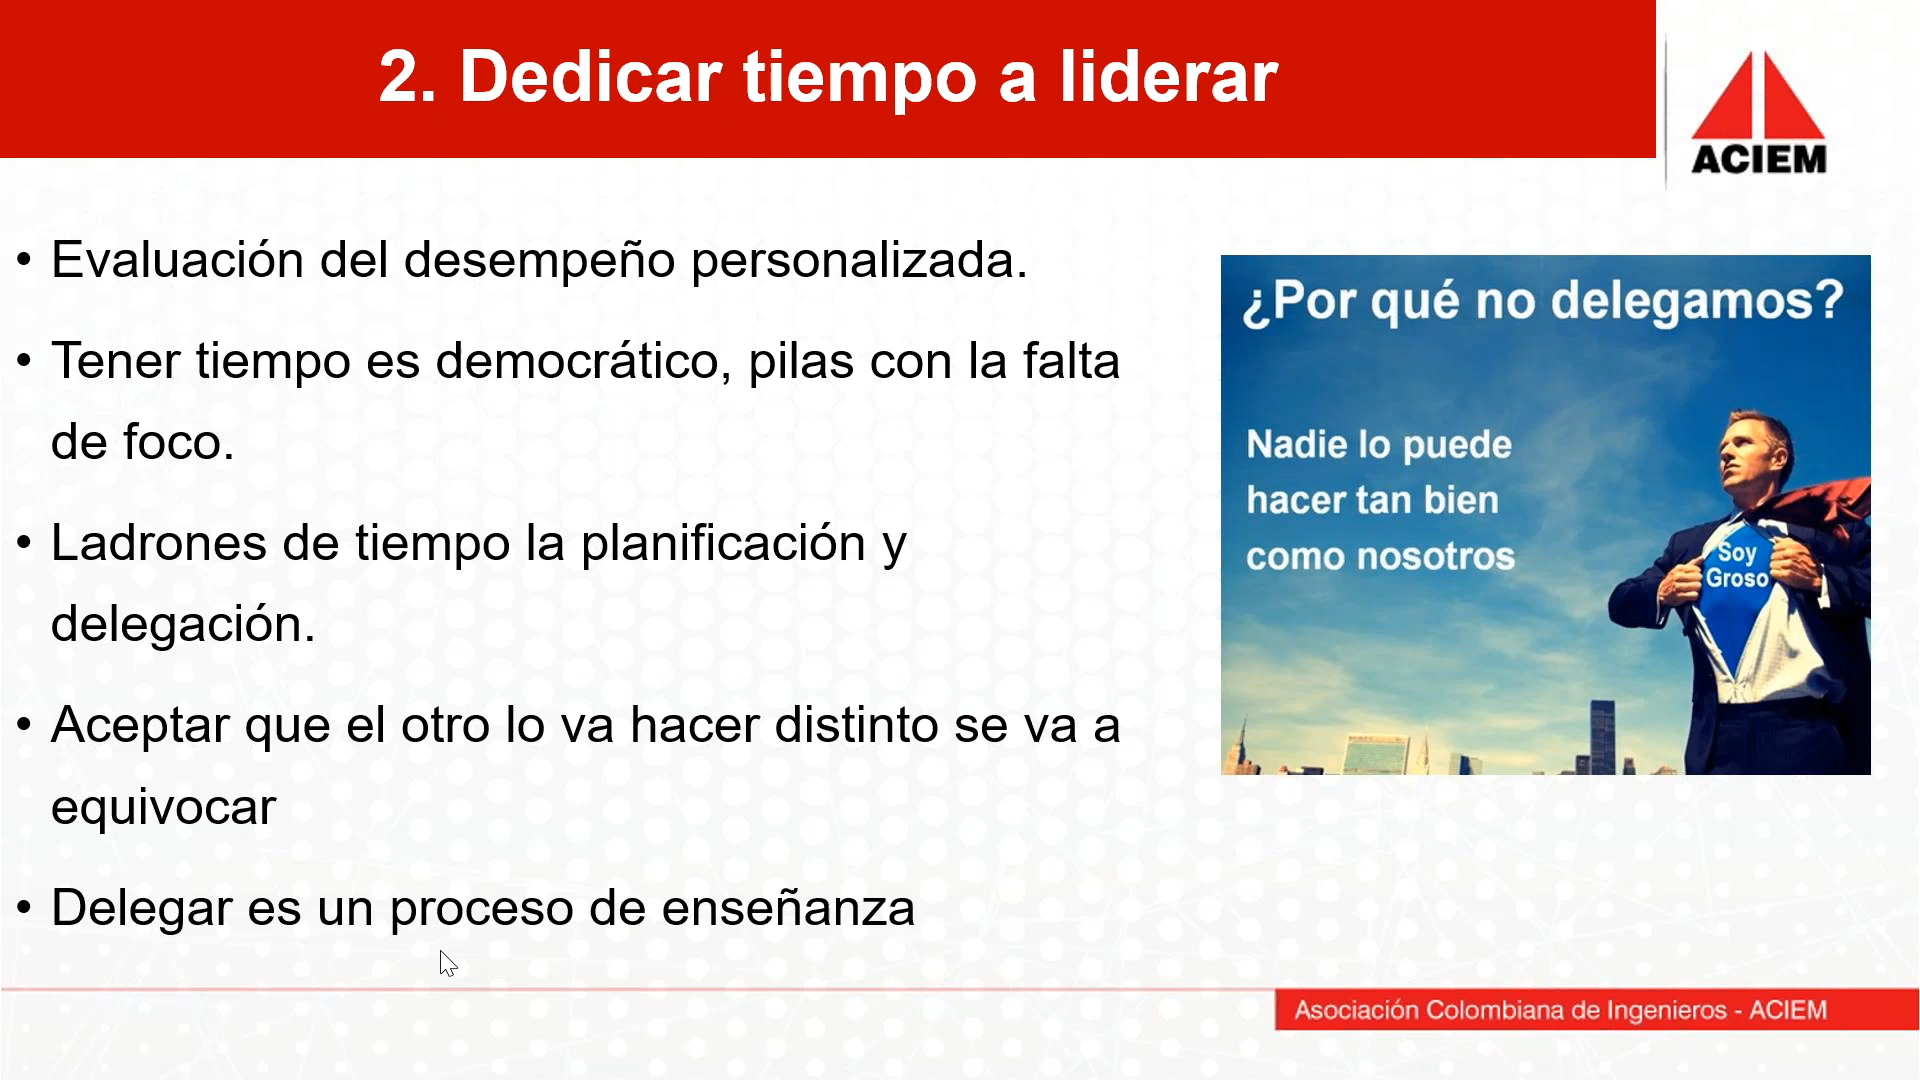 2. Dedicar tiempo a liderar
ACIEM
• Evaluación del desempeño personalizada.
• Tener tiempo es democrático, pilas con la falta
de foco.
• Ladrones de tiempo la planificación y
delegación.
• Aceptar que el otro lo va hacer distinto se va a
equivocar
• Delegar es un proceso de enseñanza
¿Por qué no delegamos?
Nadie lo puede
hacer tan bien
como nosotros
Soy
Groso
Asociación Colombiana de Ingenieros - ACIEM